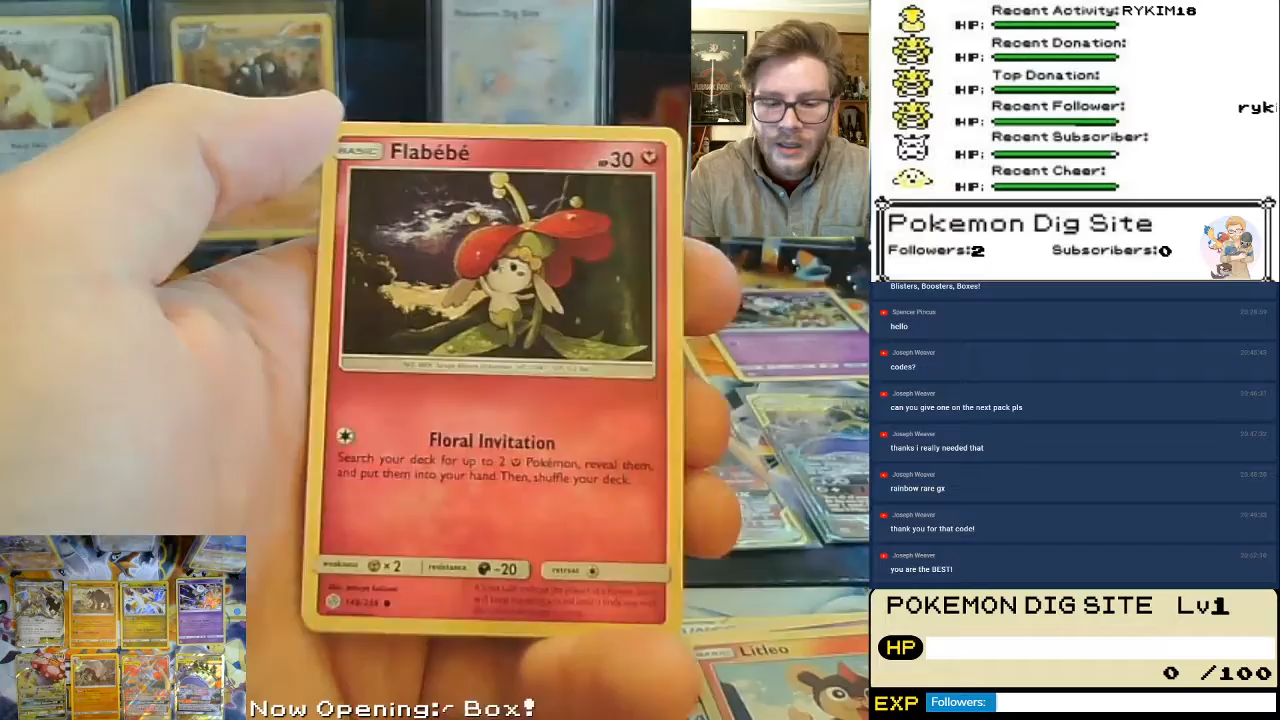 Pokemon Dig Site
BASIC Flabébé HP 30
Floral Invitation
Search your deck for up to 2 Pokémon, reveal them,
and put them into your hand. Then, shuffle your deck.
weakness × 2 resistance -20 retreat
Litleo
Now Opening:r Box!
JURASSIC PARK
Recent Activity: RYKIM18
HP:
Recent Donation:
HP:
Top Donation:
HP:
Recent Follower: ryki
HP:
Recent Subscriber:
HP:
Recent Cheer:
HP:
Pokemon Dig Site
Followers:2 Subscribers:0
Blisters, Boosters, Boxes!
Spencer Pincus
hello
Joseph Weaver
codes?
Joseph Weaver
can you give one on the next pack pls
Joseph Weaver
thanks i really needed that
Joseph Weaver
rainbow rare gx
Joseph Weaver
thank you for that code!
Joseph Weaver
you are the BEST!
POKEMON DIG SITE Lv1
HP
0 /100
EXP Followers: